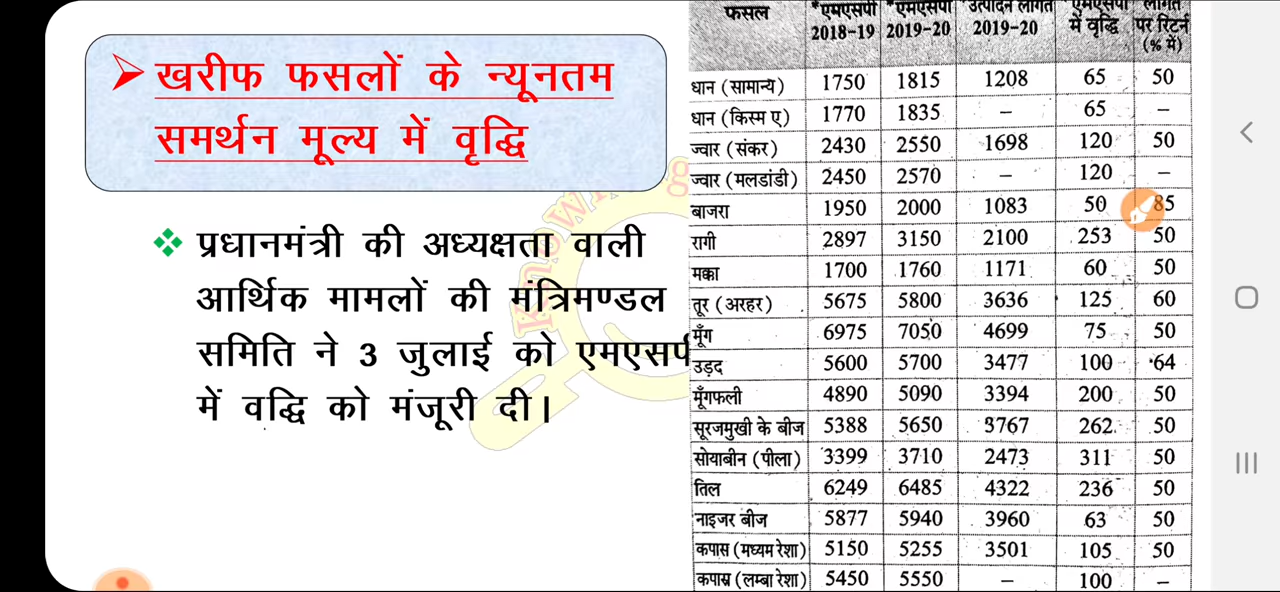 खरीफ फसलों के न्यूनतम
समर्थन मूल्य में वृद्धि
प्रधानमंत्री की अध्यक्षता वाली
आर्थिक मामलों की मंत्रिमण्डल
समिति ने 3 जुलाई को एमएसपी
में वृद्धि को मंजूरी दी।
फसल *एमएसपी 2018-19 *एमएसपी 2019-20 *उत्पादन लागत 2019-20 एमएसपी में वृद्धि लागत पर रिटर्न (% में)
धान (सामान्य) 1750 1815 1208 65 50
धान (किस्म ए) 1770 1835 – 65 –
ज्वार (संकर) 2430 2550 1698 120 50
ज्वार (मलडांडी) 2450 2570 – 120 –
बाजरा 1950 2000 1083 50 85
रागी 2897 3150 2100 253 50
मक्का 1700 1760 1171 60 50
तूर (अरहर) 5675 5800 3636 125 60
मूँग 6975 7050 4699 75 50
उड़द 5600 5700 3477 100 64
मूँगफली 4890 5090 3394 200 50
सूरजमुखी के बीज 5388 5650 3767 262 50
सोयाबीन (पीला) 3399 3710 2473 311 50
तिल 6249 6485 4322 236 50
नाइजर बीज 5877 5940 3960 63 50
कपास (मध्यम रेशा) 5150 5255 3501 105 50
कपास (लम्बा रेशा) 5450 5550 – 100 –